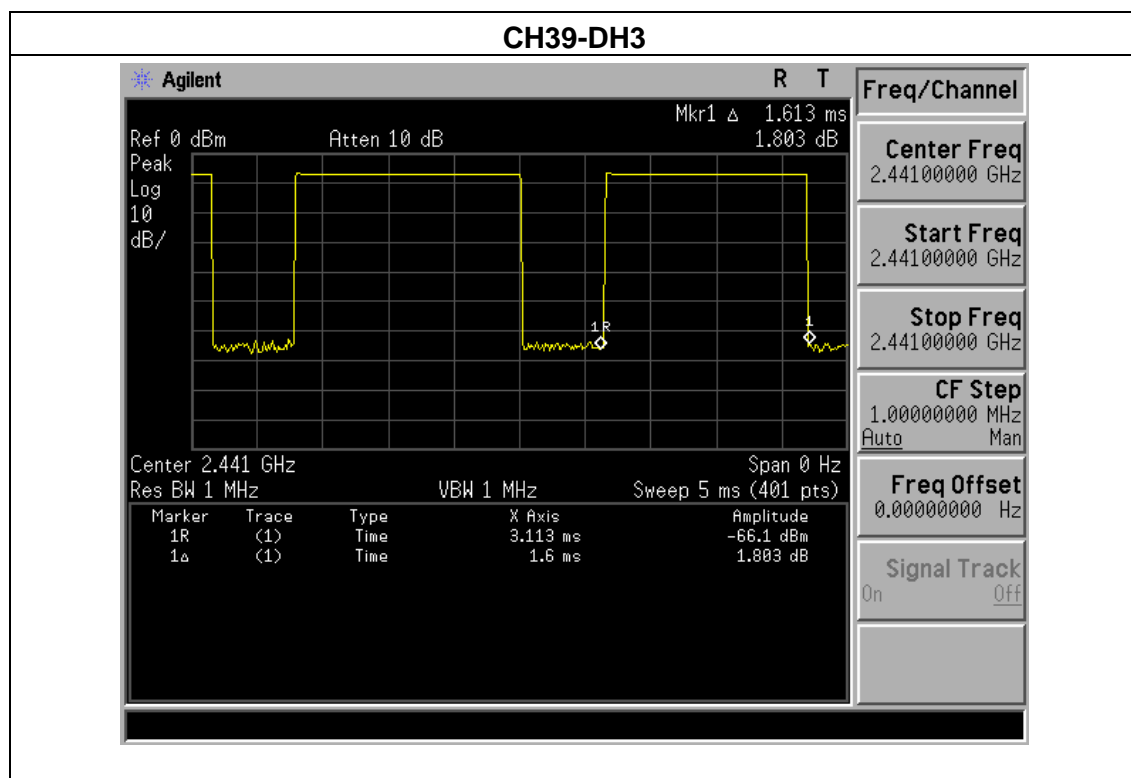 CH39-DH3
Agilent R T
Mkr1 Δ 1.613 ms
Ref 0 dBm Atten 10 dB 1.803 dB
Peak
Log
10
dB/
1R
1
Center 2.441 GHz Span 0 Hz
Res BW 1 MHz VBW 1 MHz Sweep 5 ms (401 pts)
Marker Trace Type X Axis Amplitude
1R (1) Time 3.113 ms -66.1 dBm
1Δ (1) Time 1.6 ms 1.803 dB
Freq/Channel
Center Freq
2.44100000 GHz
Start Freq
2.44100000 GHz
Stop Freq
2.44100000 GHz
CF Step
1.00000000 MHz
Auto Man
Freq Offset
0.00000000 Hz
Signal Track
On Off